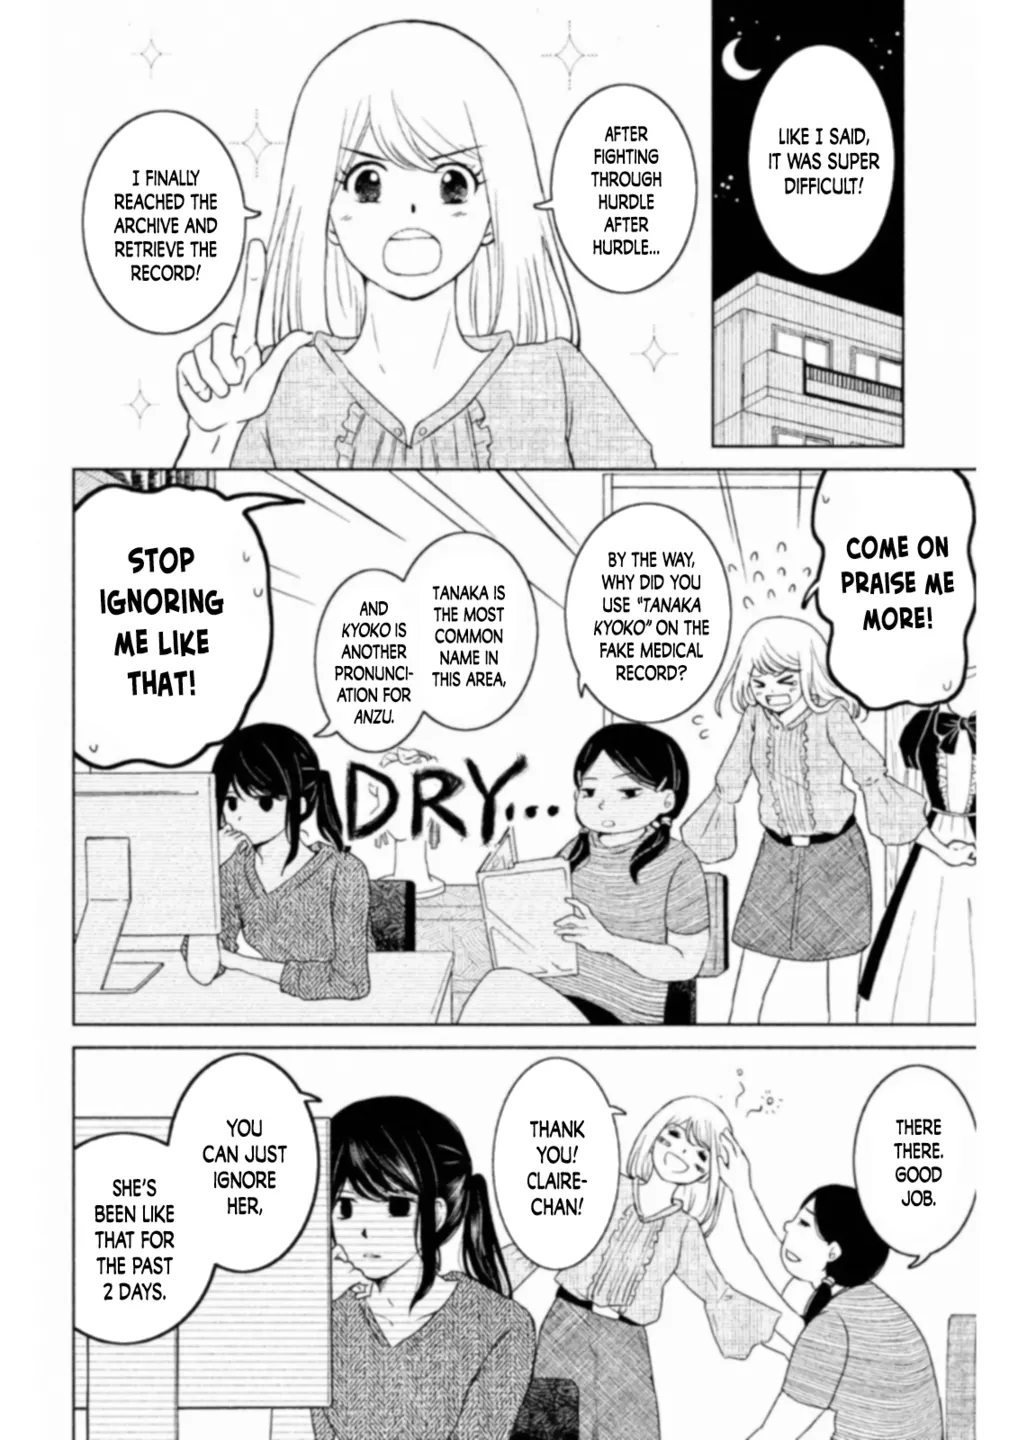 LIKE I SAID,
IT WAS SUPER
DIFFICULT!
AFTER
FIGHTING
THROUGH
HURDLE
AFTER
HURDLE...
I FINALLY
REACHED THE
ARCHIVE AND
RETRIEVE THE
RECORD!
COME ON
PRAISE ME
MORE!
BY THE WAY,
WHY DID YOU
USE "TANAKA
KYOKO" ON THE
FAKE MEDICAL
RECORD?
TANAKA IS
THE MOST
COMMON
NAME IN
THIS AREA,
AND
KYOKO IS
ANOTHER
PRONUNCI-
ATION FOR
ANZU.
DRY...
STOP
IGNORING
ME LIKE
THAT!
THERE
THERE.
GOOD
JOB.
THANK
YOU!
CLAIRE-
CHAN!
YOU
CAN JUST
IGNORE
HER,
SHE'S
BEEN LIKE
THAT FOR
THE PAST
2 DAYS.